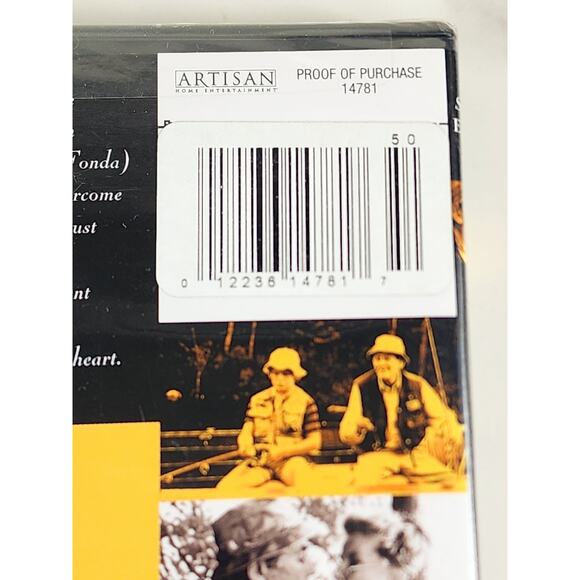 ARTISAN
HOME ENTERTAINMENT
PROOF OF PURCHASE
14781
50
0 12236 14781 7
Fonda)
rcome
ust
nt
heart.